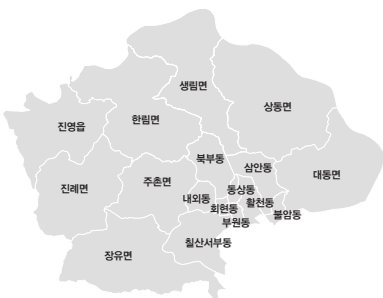 생림면
상동면
한림면
진영읍
북부동
삼안동
대동면
주촌면
진례면
동상동
내외동
활천동
회현동
불암동
부원동
칠산서부동
장유면